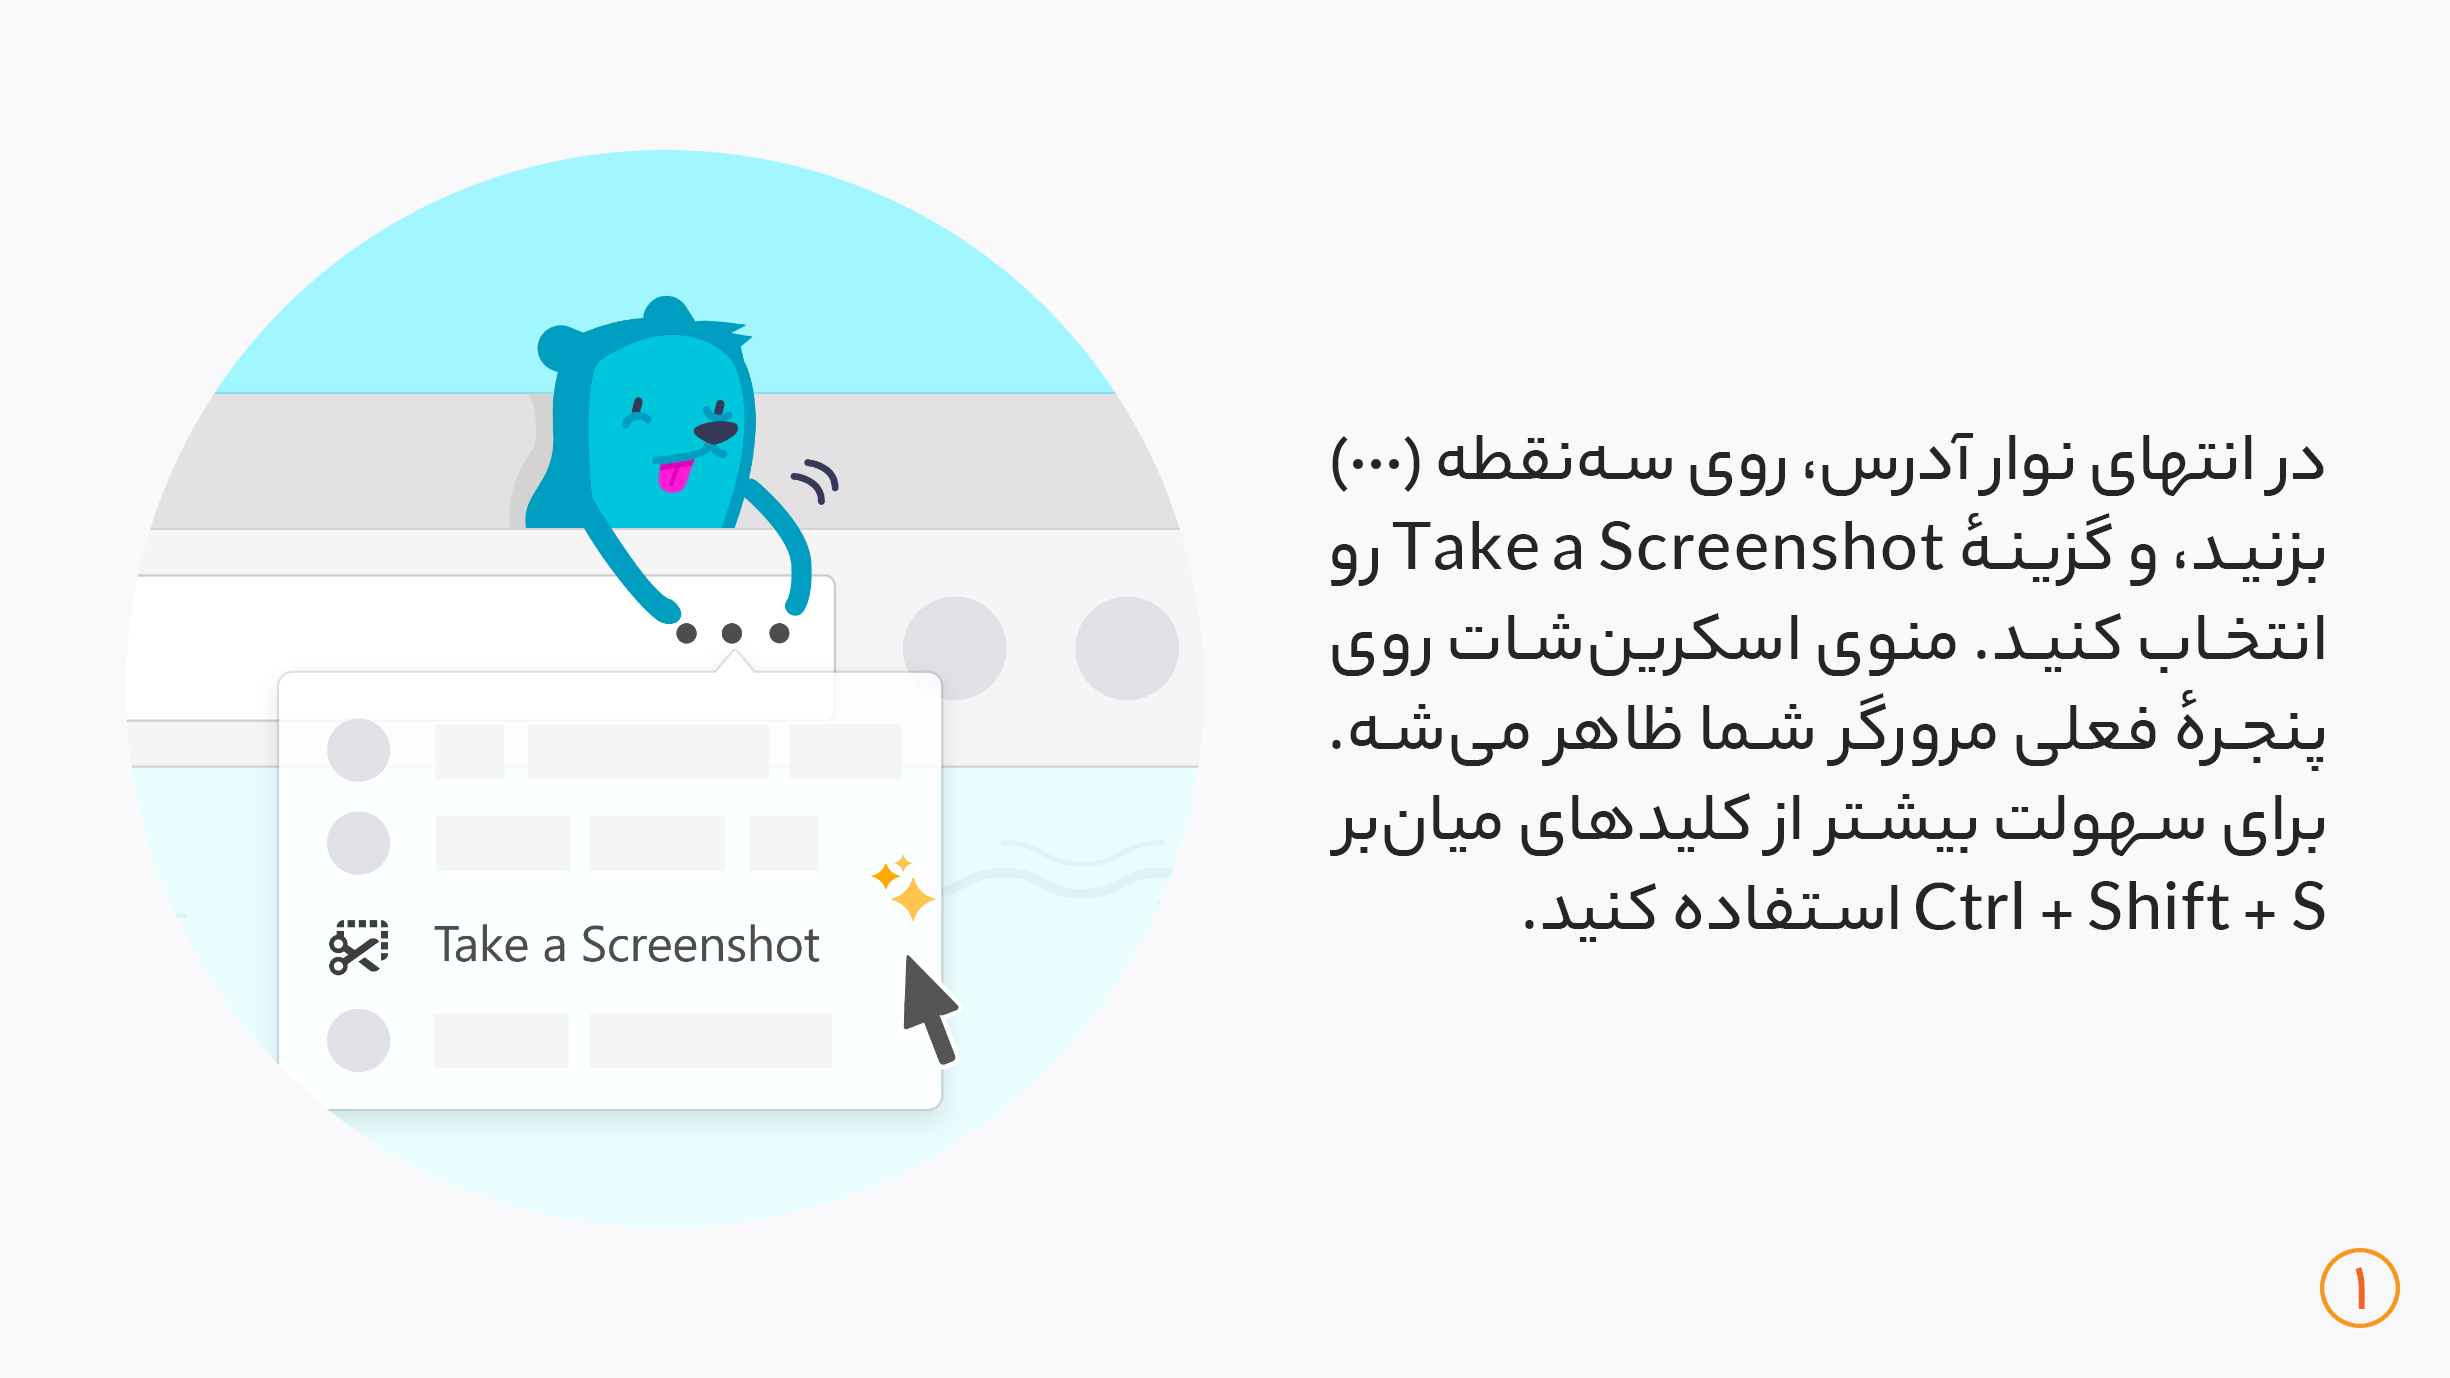 در انتهای نوار آدرس، روی سه‌نقطه (•••)
بزنید، و گزینهٔ Take a Screenshot رو
انتخاب کنید. منوی اسکرین‌شات روی
پنجرهٔ فعلی مرورگر شما ظاهر می‌شه.
برای سهولت بیشتر از کلیدهای میان‌بر
Ctrl + Shift + S استفاده کنید.
Take a Screenshot
۱